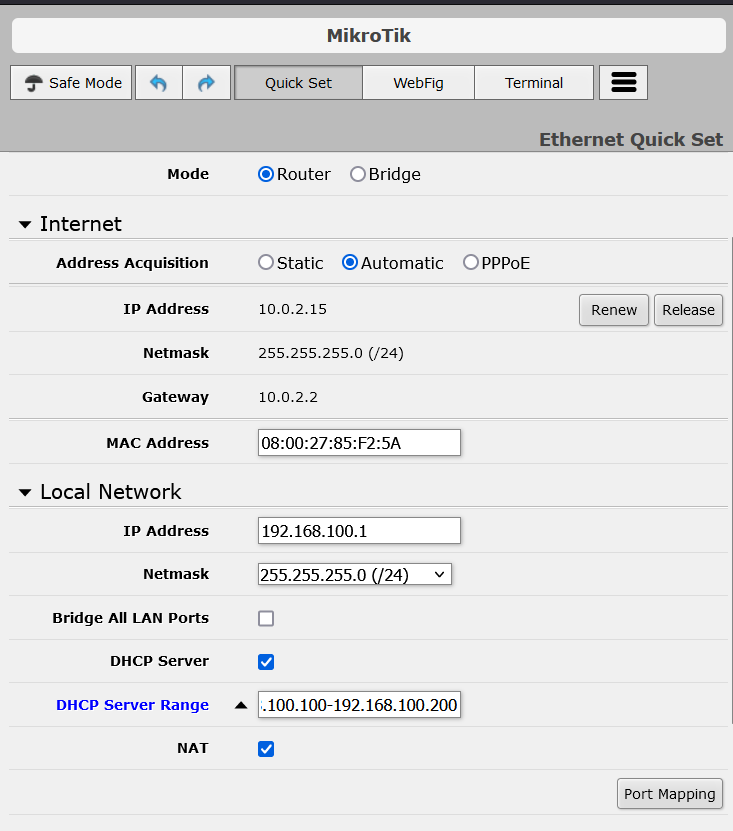 MikroTik
Safe Mode Quick Set WebFig Terminal
Ethernet Quick Set
Mode Router Bridge
Internet
Address Acquisition Static Automatic PPPoE
IP Address 10.0.2.15 Renew Release
Netmask 255.255.255.0 (/24)
Gateway 10.0.2.2
MAC Address 08:00:27:85:F2:5A
Local Network
IP Address 192.168.100.1
Netmask 255.255.255.0 (/24)
Bridge All LAN Ports
DHCP Server
DHCP Server Range .100.100-192.168.100.200
NAT
Port Mapping